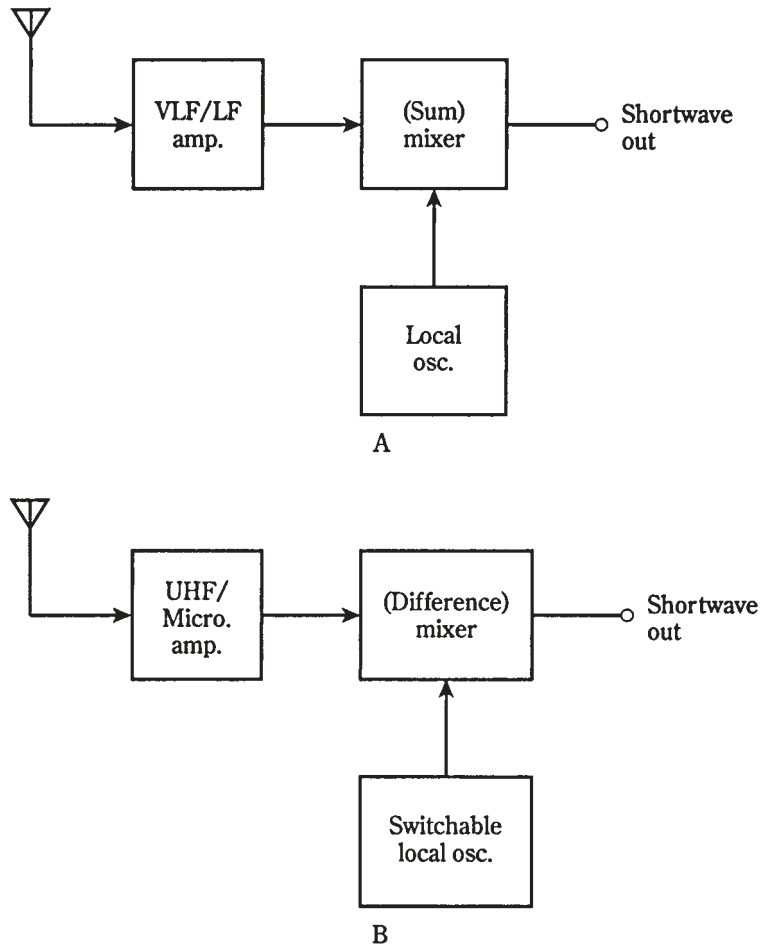 VLF/LF
amp.
(Sum)
mixer
Shortwave
out
Local
osc.
A
UHF/
Micro.
amp.
(Difference)
mixer
Shortwave
out
Switchable
local osc.
B